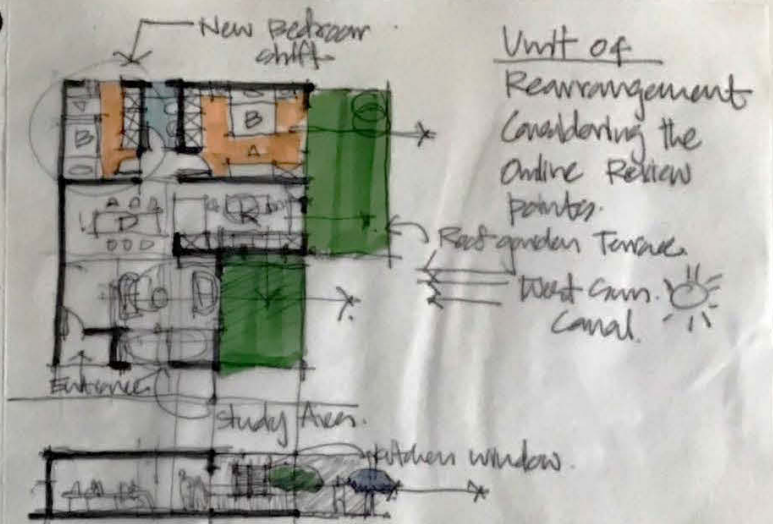 New Bedroom
shift
Unit of
Rearrangement
Considering the
Online Review
points.
B
B
D
K
Roof garden Terrace.
West Sun.
Canal.
Entrance
Study Area.
Kitchen window.